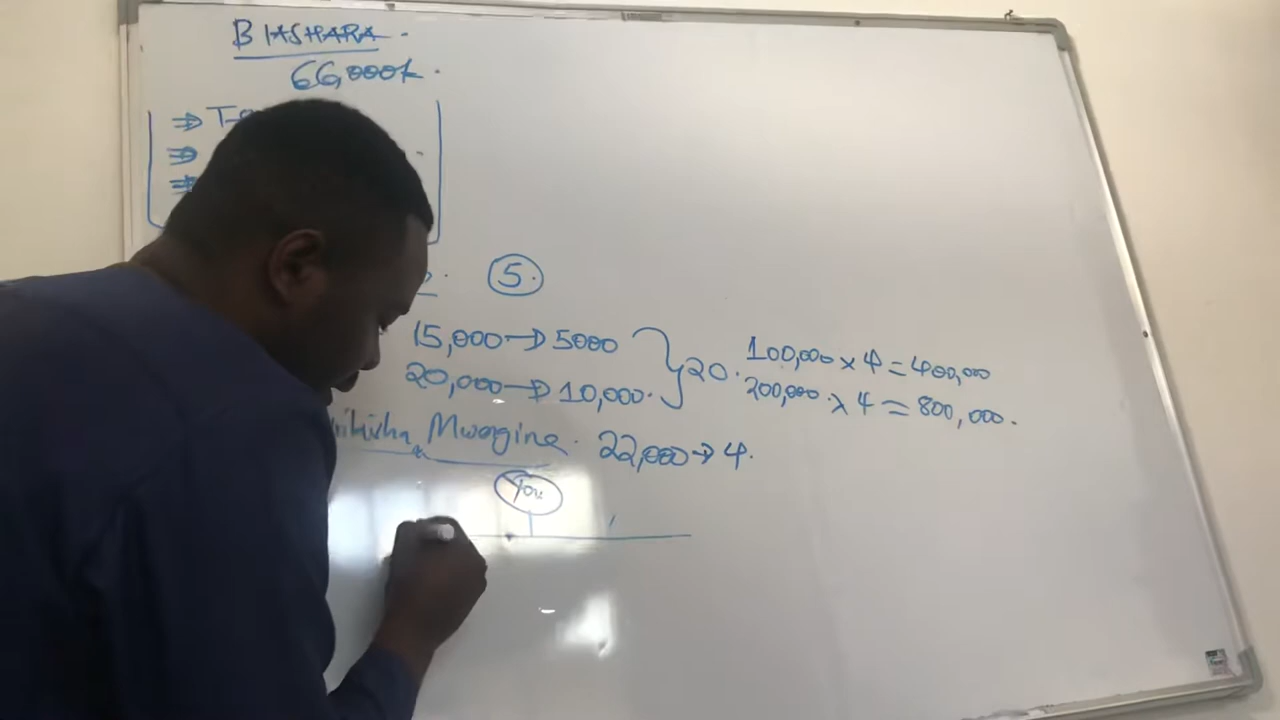 BIASHARA.
66,000k.
⇒ T-
⇒
⇒
5.
15,000 → 5000
20,000 → 10,000.
20.
100,000 x 4 = 400,000
200,000. x 4 = 800,000.
Mwogine. 22,000 → 4.
You